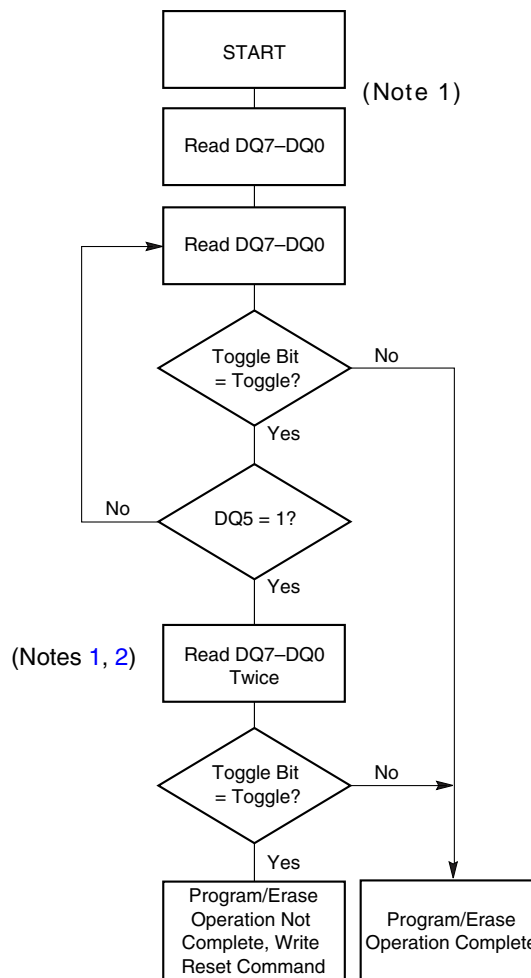 START
(Note 1)
Read DQ7–DQ0
Read DQ7–DQ0
Toggle Bit
= Toggle?
No
Yes
DQ5 = 1?
No
Yes
(Notes 1, 2)
Read DQ7–DQ0
Twice
Toggle Bit
= Toggle?
No
Yes
Program/Erase
Operation Not
Complete, Write
Reset Command
Program/Erase
Operation Complete